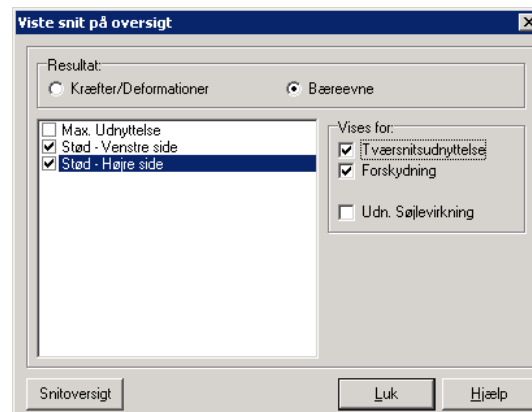 Viste snit på oversigt
Resultat:
Kræfter/Deformationer
Bæreevne
Max. Udnyttelse
Stød - Venstre side
Stød - Højre side
Vises for:
Tværsnitsudnyttelse
Forskydning
Udn. Søjlevirkning
Snitoversigt
Luk
Hjælp